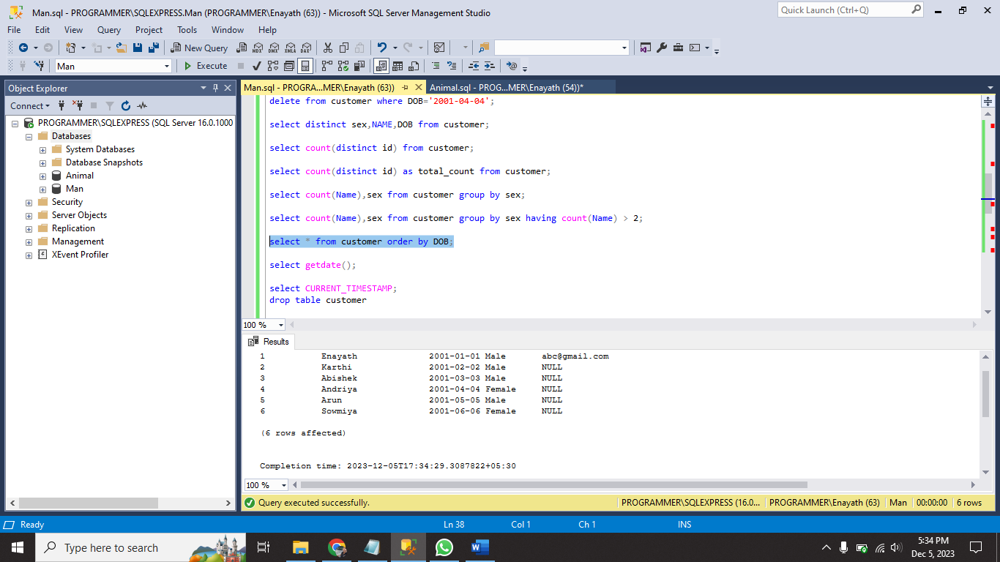 Man.sql - PROGRAMMER\SQLEXPRESS.Man (PROGRAMMER\Enayath (63)) - Microsoft SQL Server Management Studio
Quick Launch (Ctrl+Q)
File Edit View Query Project Tools Window Help
New Query MDX DMX XMLA DAX
Man Execute
Object Explorer
Connect
PROGRAMMER\SQLEXPRESS (SQL Server 16.0.1000
Databases
System Databases
Database Snapshots
Animal
Man
Security
Server Objects
Replication
Management
XEvent Profiler
Man.sql - PROGRA...MER\Enayath (63)) Animal.sql - PROG...MER\Enayath (54))*
delete from customer where DOB='2001-04-04';
select distinct sex,NAME,DOB from customer;
select count(distinct id) from customer;
select count(distinct id) as total_count from customer;
select count(Name),sex from customer group by sex;
select count(Name),sex from customer group by sex having count(Name) > 2;
select * from customer order by DOB;
select getdate();
select CURRENT_TIMESTAMP;
drop table customer
100 %
Results
1 Enayath 2001-01-01 Male abc@gmail.com
2 Karthi 2001-02-02 Male NULL
3 Abishek 2001-03-03 Male NULL
4 Andriya 2001-04-04 Female NULL
5 Arun 2001-05-05 Male NULL
6 Sowmiya 2001-06-06 Female NULL
(6 rows affected)
Completion time: 2023-12-05T17:34:29.3087822+05:30
100 %
Query executed successfully. PROGRAMMER\SQLEXPRESS (16.0... PROGRAMMER\Enayath (63) Man 00:00:00 6 rows
Ready Ln 38 Col 1 Ch 1 INS
Type here to search
5:34 PM
Dec 5, 2023